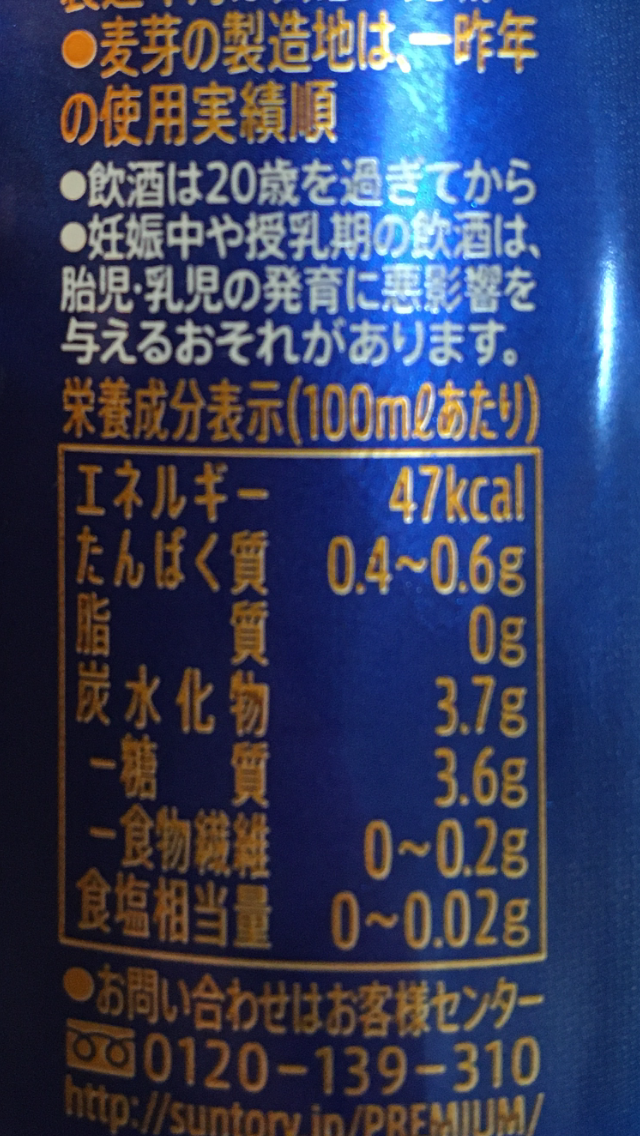 ●麦芽の製造地は、一昨年
の使用実績順
●飲酒は20歳を過ぎてから
●妊娠中や授乳期の飲酒は、
胎児・乳児の発育に悪影響を
与えるおそれがあります。
栄養成分表示(100mlあたり)
エネルギー 47kcal
たんぱく質 0.4~0.6g
脂質 0g
炭水化物 3.7g
-糖質 3.6g
-食物繊維 0~0.2g
食塩相当量 0~0.02g
●お問い合わせはお客様センター
0120-139-310
http://suntory.jp/PREMIUM/